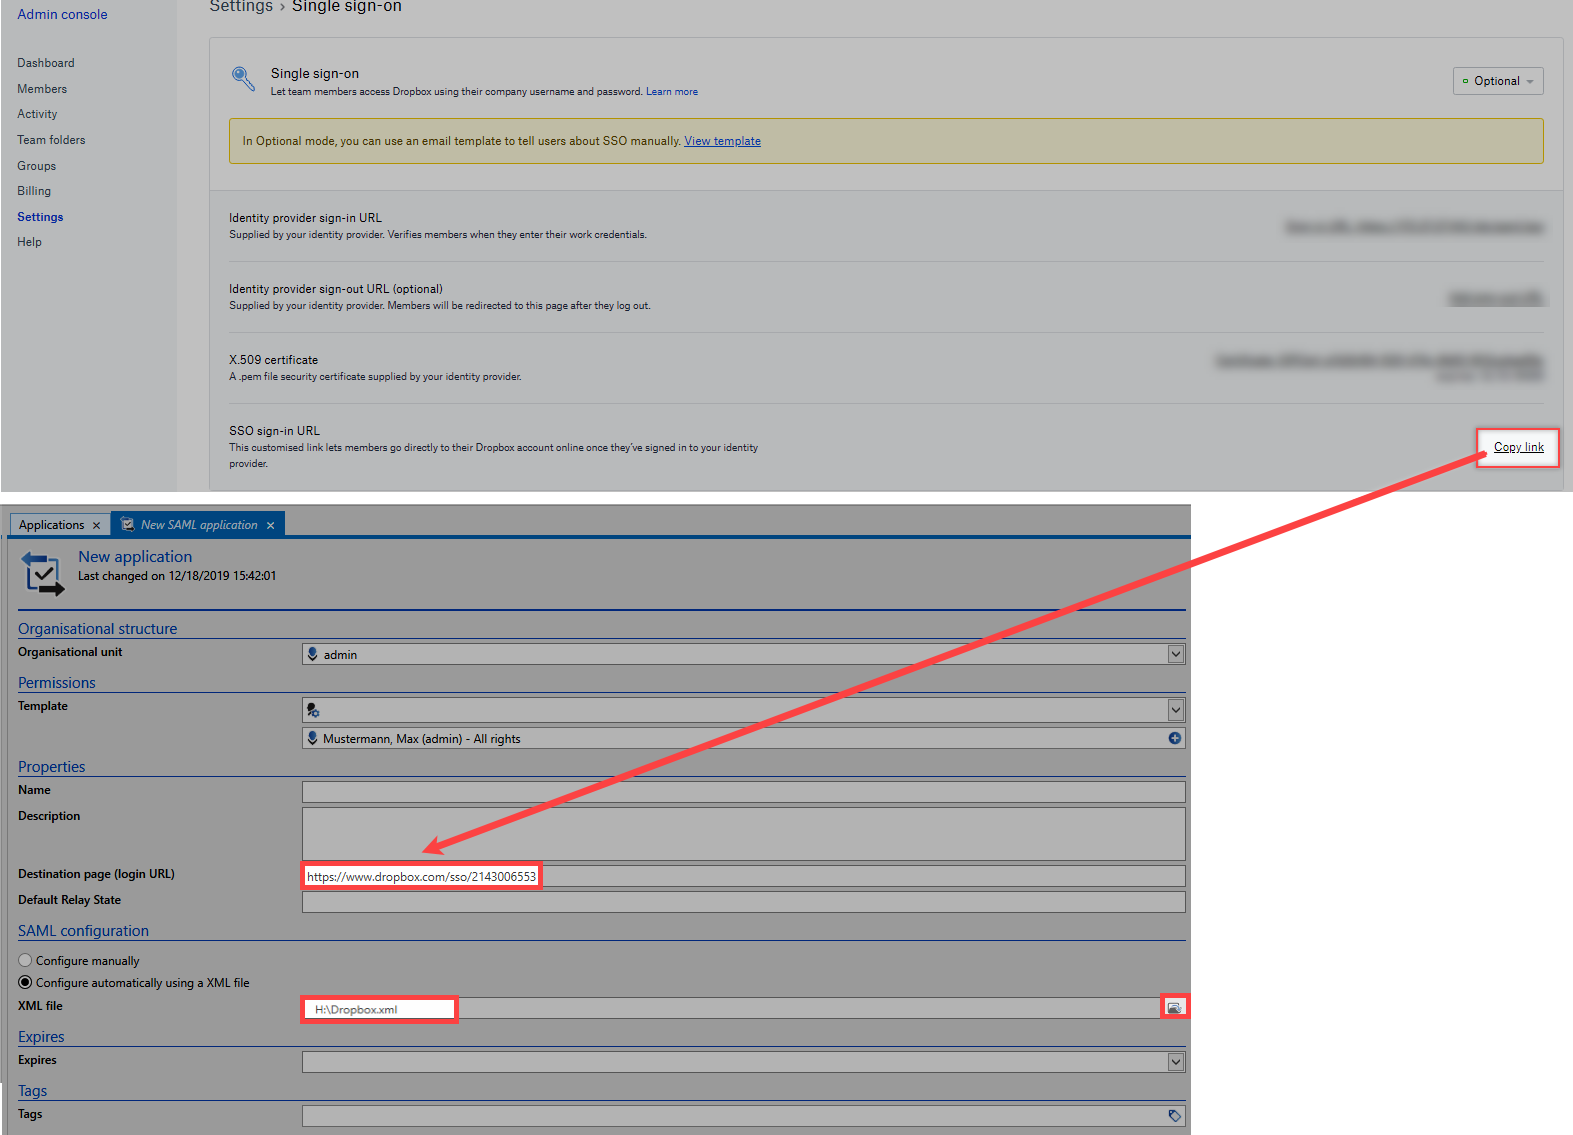 Admin console
Settings › Single sign-on
Dashboard
Members
Activity
Team folders
Groups
Billing
Settings
Help
Single sign-on
Let team members access Dropbox using their company username and password. Learn more
Optional
In Optional mode, you can use an email template to tell users about SSO manually. View template
Identity provider sign-in URL
Supplied by your identity provider. Verifies members when they enter their work credentials.
Identity provider sign-out URL (optional)
Supplied by your identity provider. Members will be redirected to this page after they log out.
X.509 certificate
A .pem file security certificate supplied by your identity provider.
SSO sign-in URL
This customised link lets members go directly to their Dropbox account online once they've signed in to your identity
provider.
Copy link
Applications
New SAML application
New application
Last changed on 12/18/2019 15:42:01
Organisational structure
Organisational unit
admin
Permissions
Template
Mustermann, Max (admin) - All rights
Properties
Name
Description
Destination page (login URL)
https://www.dropbox.com/sso/2143006553
Default Relay State
SAML configuration
Configure manually
Configure automatically using a XML file
XML file
H:\Dropbox.xml
Expires
Expires
Tags
Tags